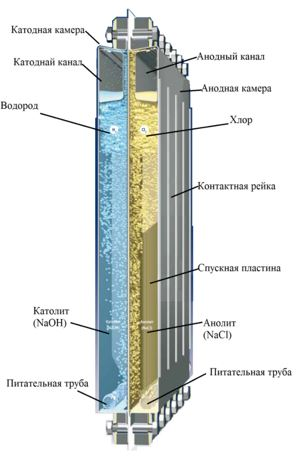 Катодная камера
Анодный канал
Катодный канал
Анодная камера
Водород
Хлор
Контактная рейка
Спускная пластина
Католит
(NaOH)
Анолит
(NaCl)
Питательная труба
Питательная труба